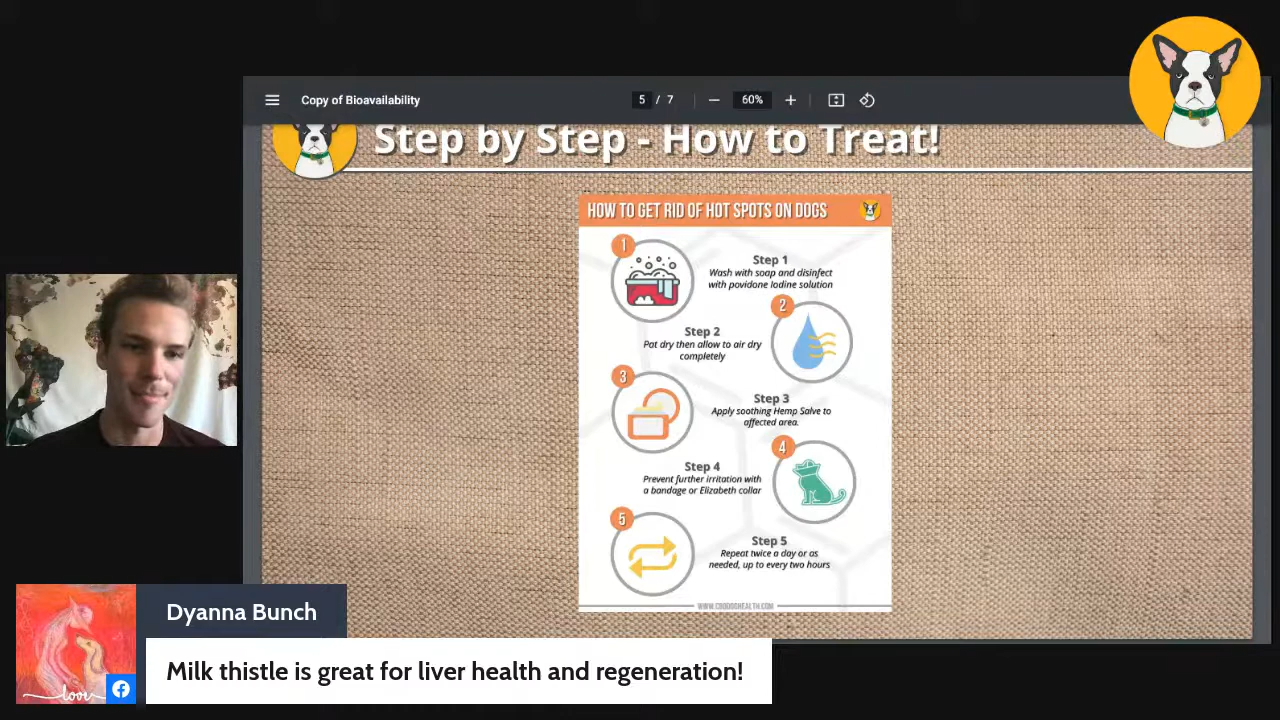 Copy of Bioavailability
5 / 7
60%
Step by Step - How to Treat!
HOW TO GET RID OF HOT SPOTS ON DOGS
1
Step 1
Wash with soap and disinfect
with povidone Iodine solution
2
Step 2
Pat dry then allow to air dry
completely
3
Step 3
Apply soothing Hemp Salve to
affected area.
4
Step 4
Prevent further irritation with
a bandage or Elizabeth collar
5
Step 5
Repeat twice a day or as
needed, up to every two hours
WWW.CBDDOGHEALTH.COM
love
Dyanna Bunch
Milk thistle is great for liver health and regeneration!